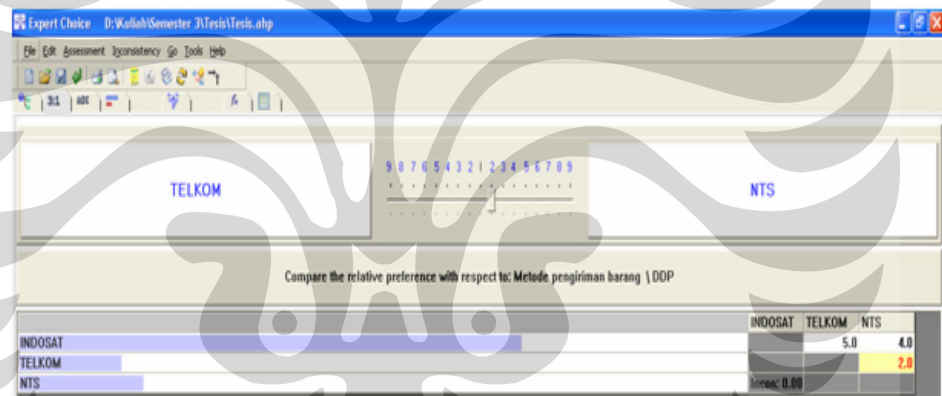 Expert Choice D:\Kuliah\Semester 3\Tesis\Tesis.ahp
File Edit Assessment Inconsistency Go Tools Help
3:1 ABC
9 8 7 6 5 4 3 2 1 2 3 4 5 6 7 8 9
TELKOM NTS
Compare the relative preference with respect to: Metode pengiriman barang \ DDP
INDOSAT TELKOM NTS
INDOSAT 5.0 4.0
TELKOM 2.0
NTS Incon: 0.00